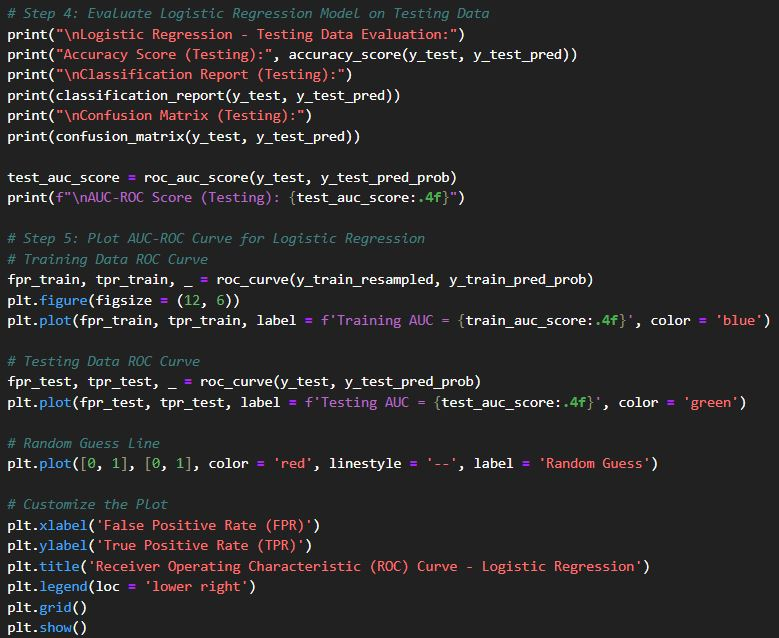 # Step 4: Evaluate Logistic Regression Model on Testing Data
print("\nLogistic Regression - Testing Data Evaluation:")
print("Accuracy Score (Testing):", accuracy_score(y_test, y_test_pred))
print("\nClassification Report (Testing):")
print(classification_report(y_test, y_test_pred))
print("\nConfusion Matrix (Testing):")
print(confusion_matrix(y_test, y_test_pred))

test_auc_score = roc_auc_score(y_test, y_test_pred_prob)
print(f"\nAUC-ROC Score (Testing): {test_auc_score:.4f}")

# Step 5: Plot AUC-ROC Curve for Logistic Regression
# Training Data ROC Curve
fpr_train, tpr_train, _ = roc_curve(y_train_resampled, y_train_pred_prob)
plt.figure(figsize = (12, 6))
plt.plot(fpr_train, tpr_train, label = f'Training AUC = {train_auc_score:.4f}', color = 'blue')

# Testing Data ROC Curve
fpr_test, tpr_test, _ = roc_curve(y_test, y_test_pred_prob)
plt.plot(fpr_test, tpr_test, label = f'Testing AUC = {test_auc_score:.4f}', color = 'green')

# Random Guess Line
plt.plot([0, 1], [0, 1], color = 'red', linestyle = '--', label = 'Random Guess')

# Customize the Plot
plt.xlabel('False Positive Rate (FPR)')
plt.ylabel('True Positive Rate (TPR)')
plt.title('Receiver Operating Characteristic (ROC) Curve - Logistic Regression')
plt.legend(loc = 'lower right')
plt.grid()
plt.show()